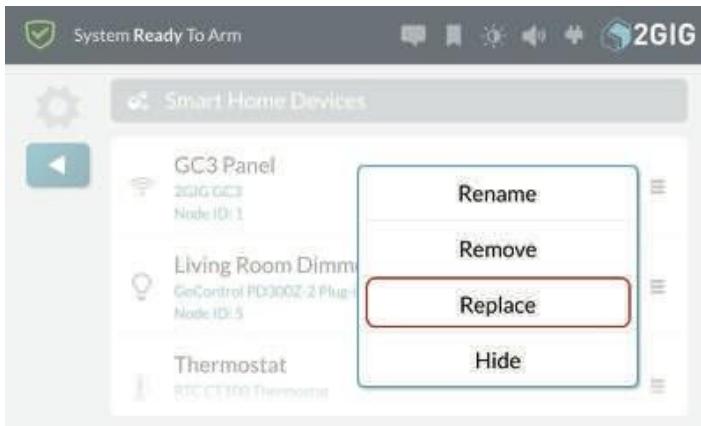 System Ready To Arm
2GIG
Smart Home Devices
GC3 Panel
2GIG GC3
Node ID: 1
Living Room Dimm
GoControl PD300Z-2 Plug-
Node ID: 5
Thermostat
RTC CT100 Thermostat
Rename
Remove
Replace
Hide